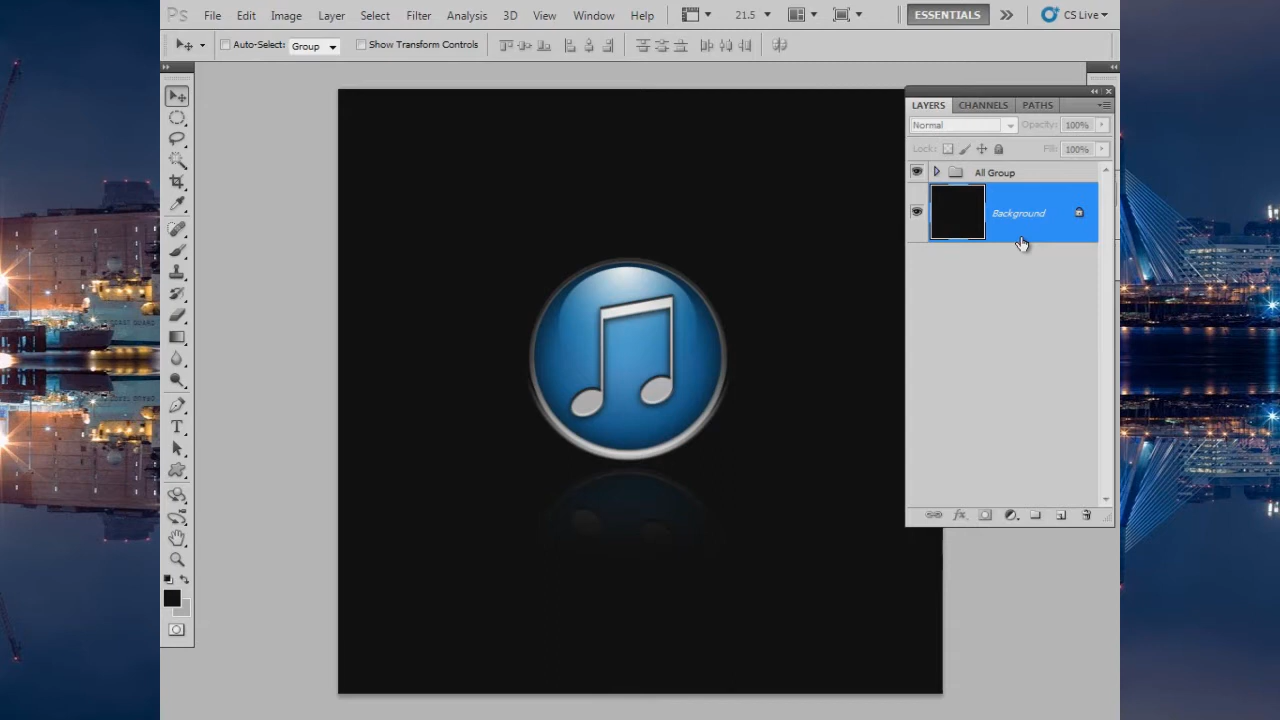 Ps File Edit Image Layer Select Filter Analysis 3D View Window Help 21.5 ESSENTIALS CS Live
Auto-Select: Group Show Transform Controls
LAYERS CHANNELS PATHS
Normal Opacity: 100%
Lock: Fill: 100%
All Group
Background